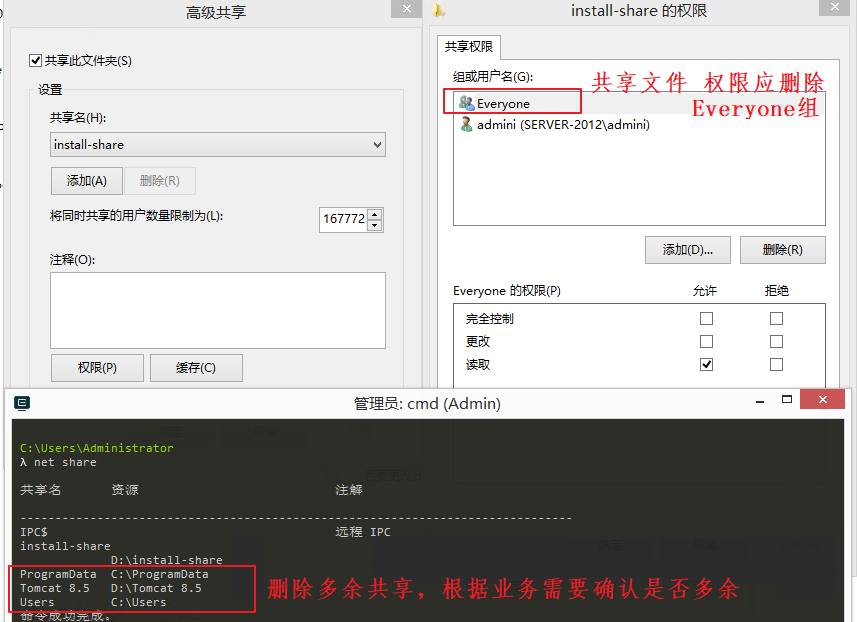 高级共享
共享此文件夹(S)
设置
共享名(H):
install-share
添加(A)
删除(R)
将同时共享的用户数量限制为(L):
167772
注释(O):
权限(P)
缓存(C)
install-share 的权限
共享权限
组或用户名(G):
共享文件 权限应删除
Everyone组
Everyone
admini (SERVER-2012\admini)
添加(D)...
删除(R)
Everyone 的权限(P) 允许 拒绝
完全控制
更改
读取
管理员: cmd (Admin)
C:\Users\Administrator
λ net share
共享名 资源 注解
-------------------------------------------------------------------------------
IPC$ 远程 IPC
install-share
D:\install-share
ProgramData C:\ProgramData
Tomcat 8.5 D:\Tomcat 8.5
Users C:\Users
命令成功完成。
删除多余共享，根据业务需要确认是否多余